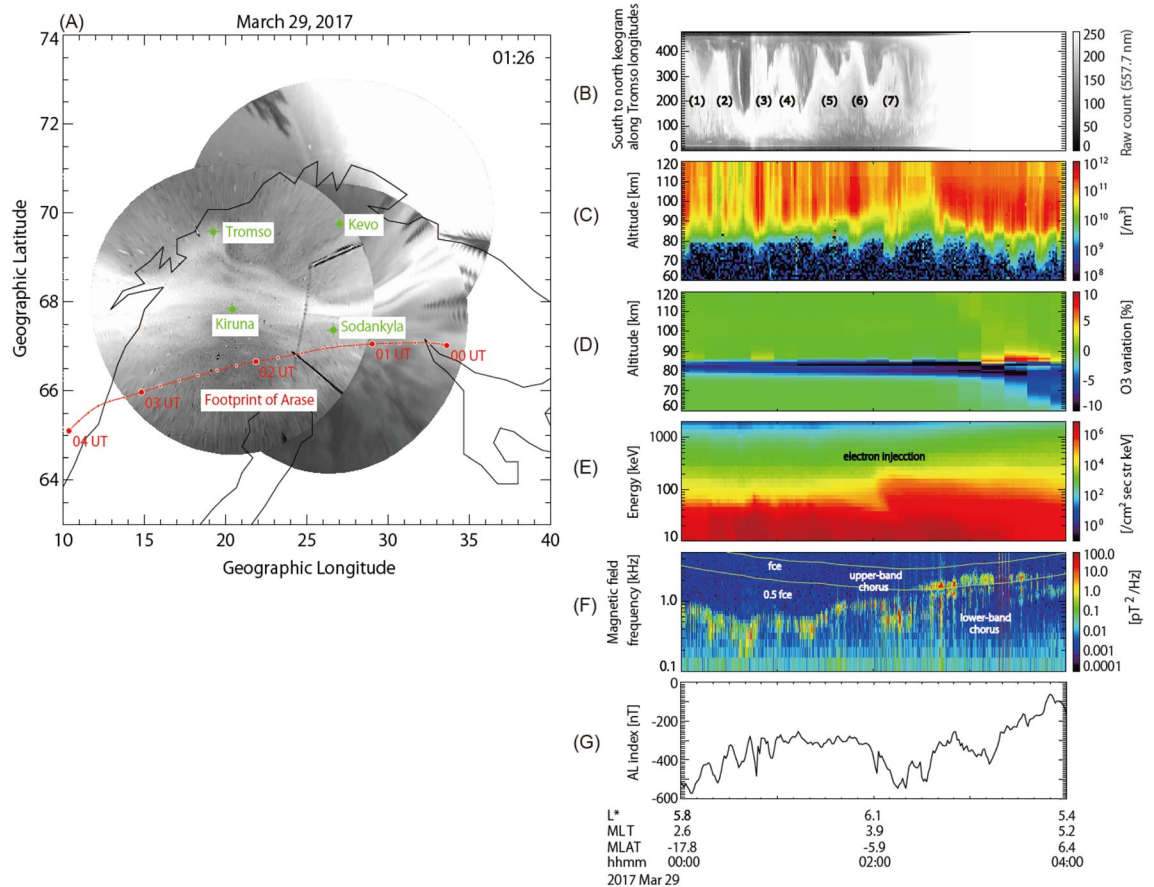 (A)
March 29, 2017
74
72
70
68
66
64
10
15
20
25
30
35
40
Geographic Latitude
Geographic Longitude
01:26
Tromso
Kevo
Kiruna
Sodankyla
00 UT
01 UT
02 UT
03 UT
04 UT
Footprint of Arase
(B)
South to north keogram
along Tromso longitudes
400
300
200
100
0
(1)
(2)
(3)
(4)
(5)
(6)
(7)
250
200
150
100
50
0
Raw count (557.7 nm)
(C)
Altitude [km]
120
110
100
90
80
70
60
10^12
10^11
10^10
10^9
10^8
[/m³]
(D)
Altitude [km]
120
110
100
90
80
70
60
10
5
0
-5
-10
O3 variation [%]
(E)
Energy [keV]
1000
100
10
electron injecction
10^6
10^4
10^2
10^0
[/cm² sec str keV]
(F)
Magnetic field
frequency [kHz]
1.0
0.1
fce
0.5 fce
upper-band
chorus
lower-band
chorus
100.0
10.0
1.0
0.1
0.01
0.001
0.0001
[pT²/Hz]
(G)
AL index [nT]
0
-200
-400
-600
L* 5.8 6.1 5.4
MLT 2.6 3.9 5.2
MLAT -17.8 -5.9 6.4
hhmm 00:00 02:00 04:00
2017 Mar 29